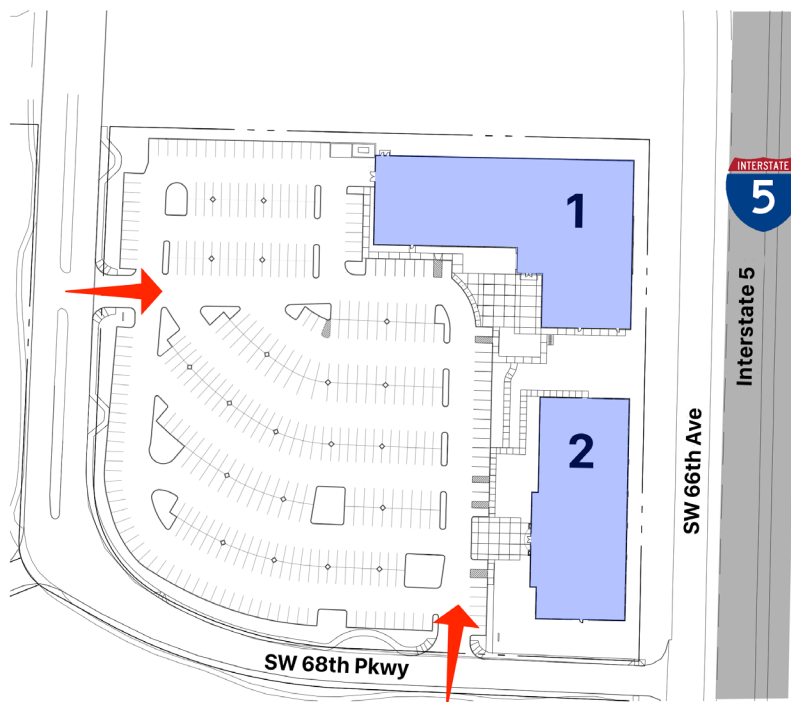 1
INTERSTATE
5
Interstate 5
2
SW 66th Ave
SW 68th Pkwy